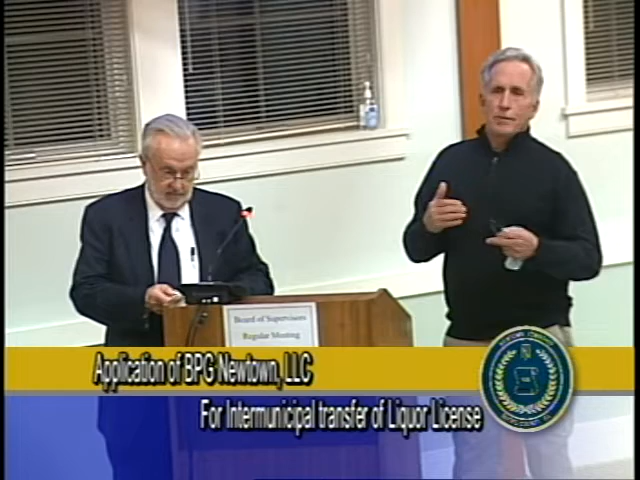 Board of Supervisors
Regular Meeting
Application of BPG Newtown, LLC
For Intermunicipal transfer of Liquor License